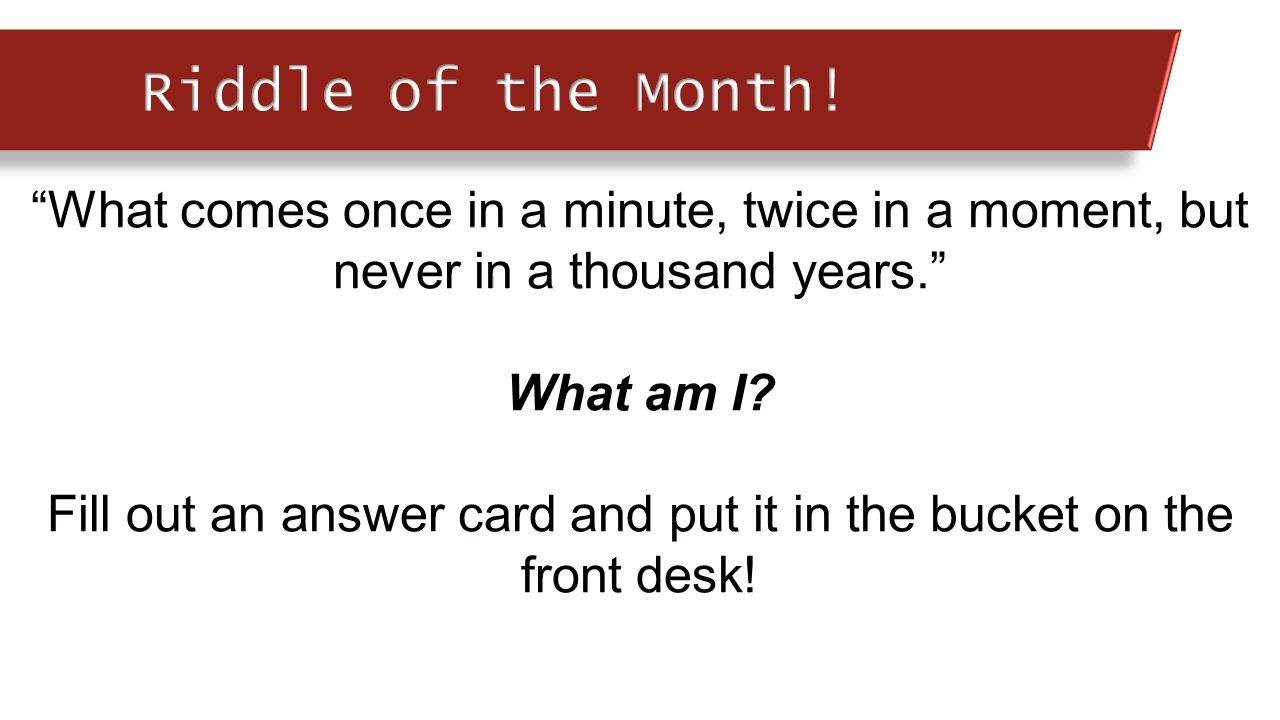 Riddle of the Month!
“What comes once in a minute, twice in a moment, but
never in a thousand years.”
What am I?
Fill out an answer card and put it in the bucket on the
front desk!